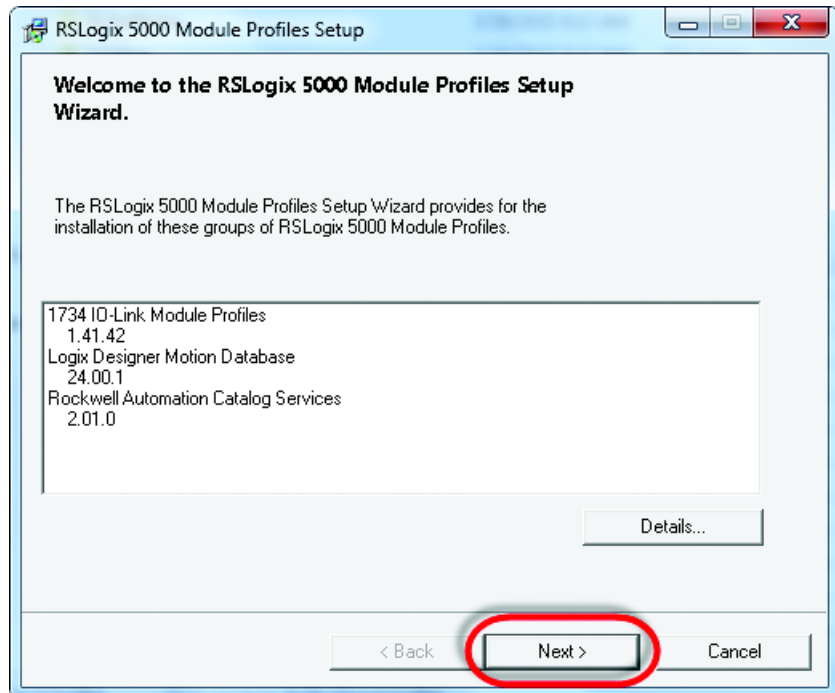 RSLogix 5000 Module Profiles Setup
Welcome to the RSLogix 5000 Module Profiles Setup
Wizard.
The RSLogix 5000 Module Profiles Setup Wizard provides for the
installation of these groups of RSLogix 5000 Module Profiles.
1734 IO-Link Module Profiles
1.41.42
Logix Designer Motion Database
24.00.1
Rockwell Automation Catalog Services
2.01.0
Details...
< Back Next > Cancel